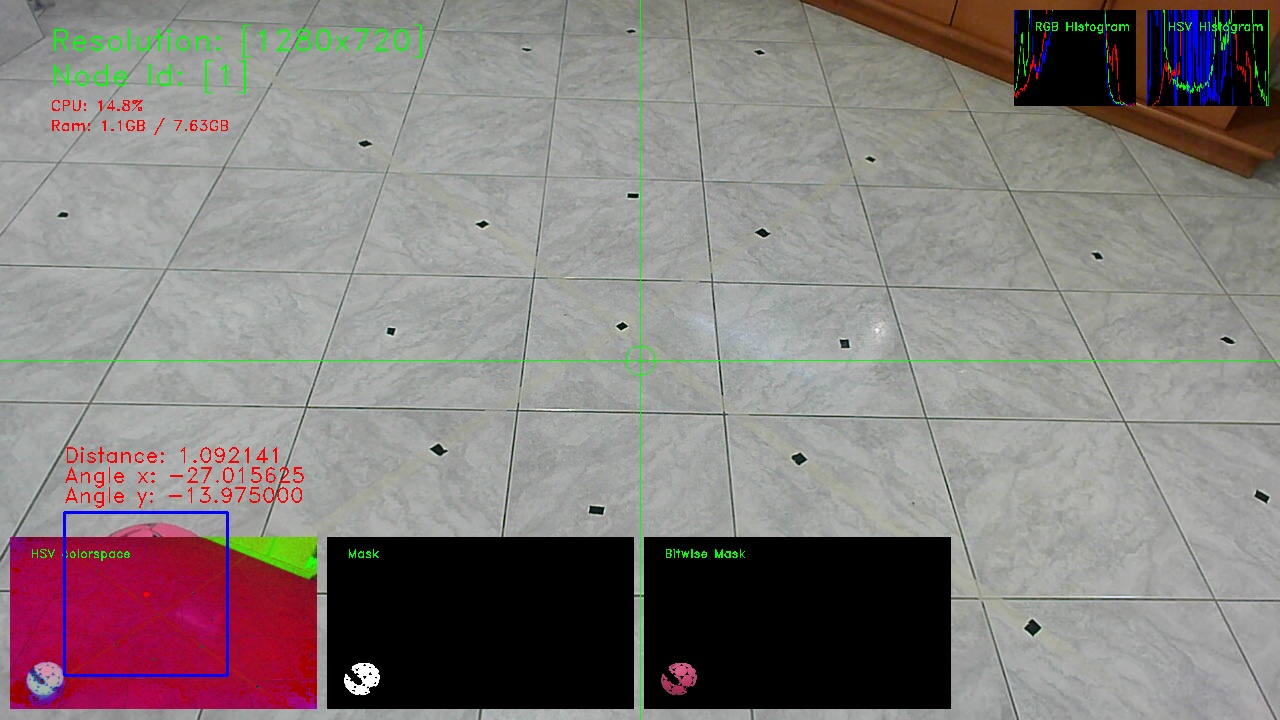 Resolution: [1280x720]
Node Id: [1]
CPU: 14.8%
Ram: 1.1GB / 7.63GB
RGB Histogram
HSV Histogram
Distance: 1.092141
Angle x: -27.015625
Angle y: -13.975000
HSV colorspace
Mask
Bitwise Mask